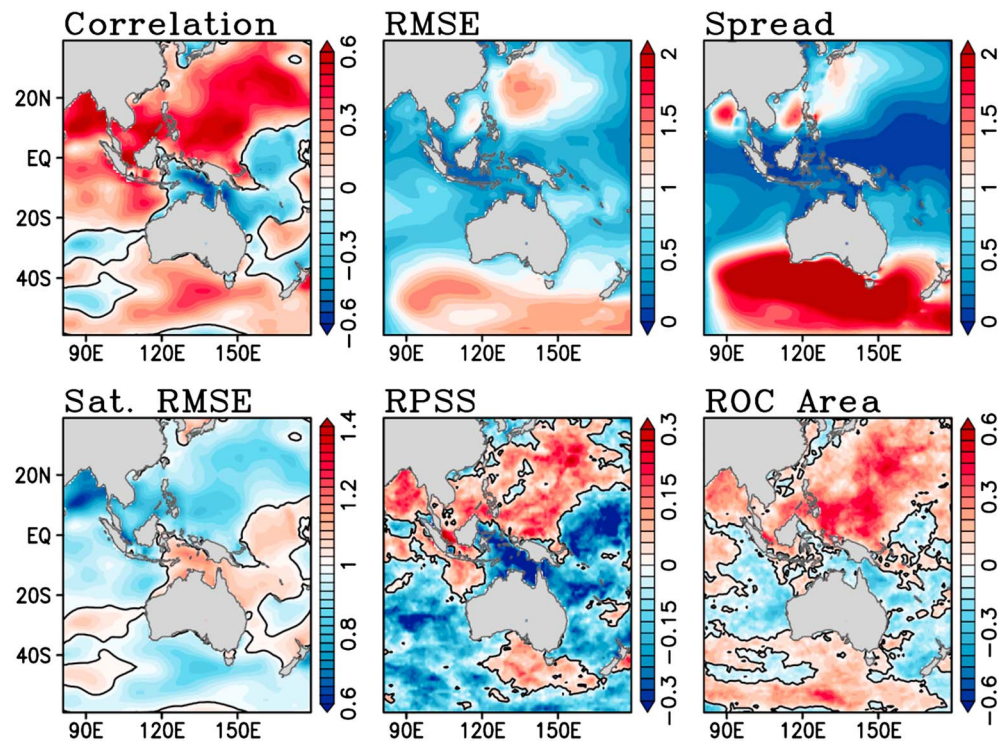 Correlation
20N
EQ
20S
40S
90E 120E 150E
0.6
0.3
0
−0.3
−0.6
RMSE
90E 120E 150E
2
1.5
1
0.5
0
Spread
90E 120E 150E
2
1.5
1
0.5
0
Sat. RMSE
20N
EQ
20S
40S
90E 120E 150E
1.4
1.2
1
0.8
0.6
RPSS
90E 120E 150E
0.3
0.15
0
−0.15
−0.3
ROC Area
90E 120E 150E
0.6
0.3
0
−0.3
−0.6